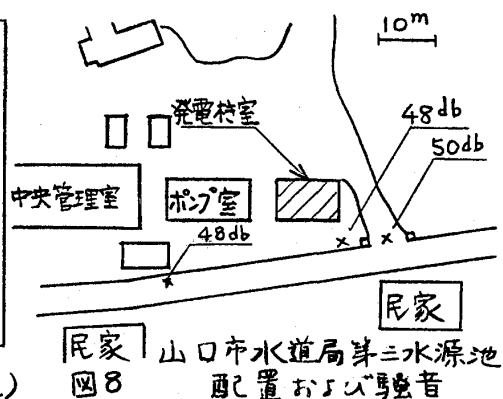 10m
発電機室
48db
50db
中央管理室
ポンプ室
48db
民家
民家
山口市水道局第三水源池
図8 配置および騒音